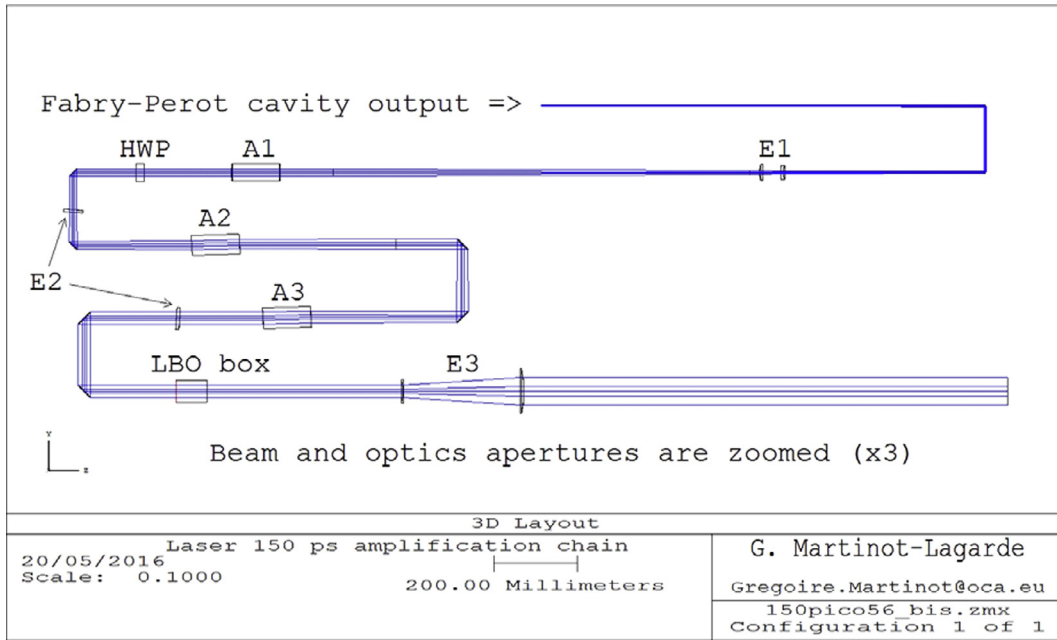 Fabry-Perot cavity output =>
HWP A1 E1
A2
E2
A3
LBO box E3
Y
Z
Beam and optics apertures are zoomed (x3)
3D Layout
Laser 150 ps amplification chain
20/05/2016
Scale: 0.1000
200.00 Millimeters
G. Martinot-Lagarde
Gregoire.Martinot@oca.eu
150pico56_bis.zmx
Configuration 1 of 1